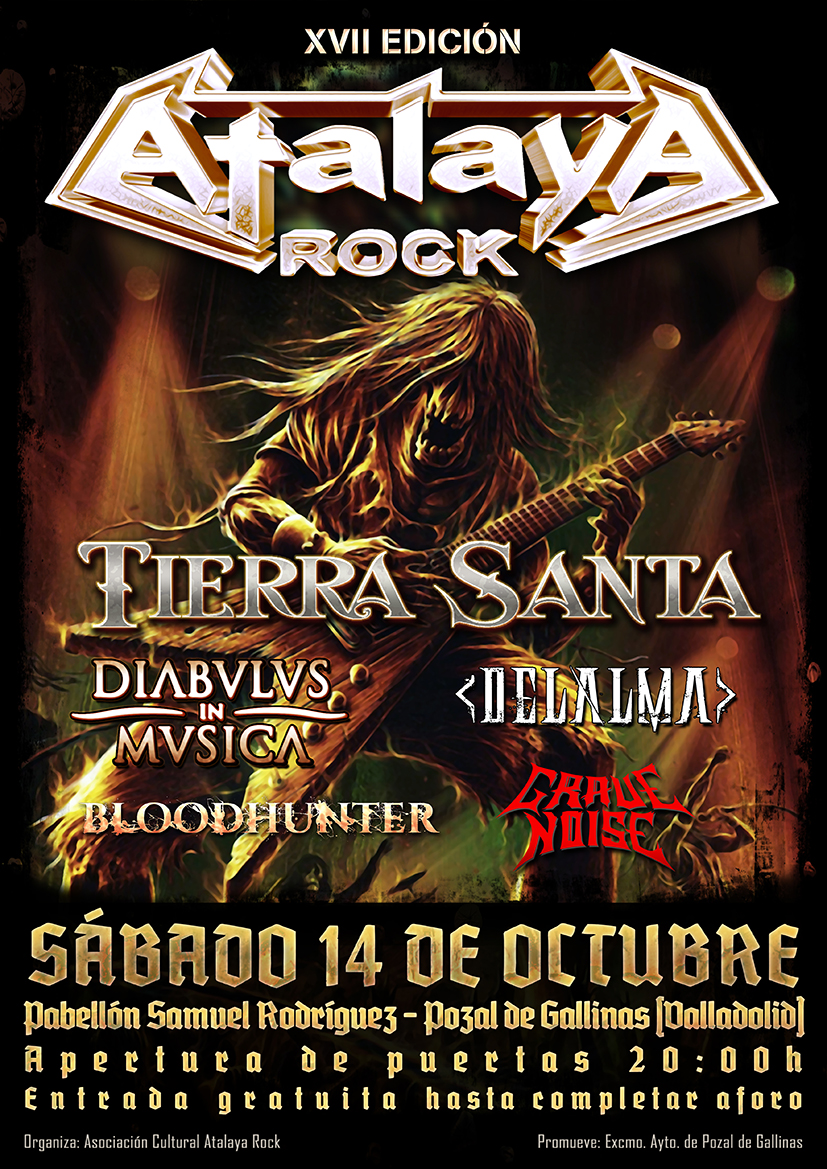 XVII EDICIÓN
Atalaya
ROCK
TIERRA SANTA
DIABVLVS
IN
MVSICA
<DELALMA>
BLOODHUNTER
GRAVE
NOISE
SÁBADO 14 DE OCTUBRE
Pabellón Samuel Rodríguez - Pozal de Gallinas (Valladolid)
Apertura de puertas 20:00h
Entrada gratuita hasta completar aforo
Organiza: Asociación Cultural Atalaya Rock
Promueve: Excmo. Ayto. de Pozal de Gallinas